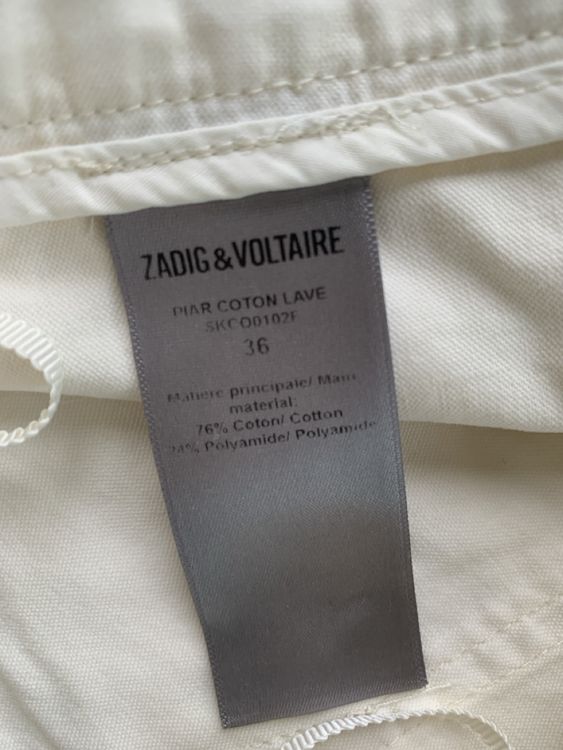 ZADIG & VOLTAIRE
PIAR COTON LAVE
SKCO0102F
36
Matiere principale/ Main
material:
76% Coton/ Cotton
24% Polyamide/ Polyamide